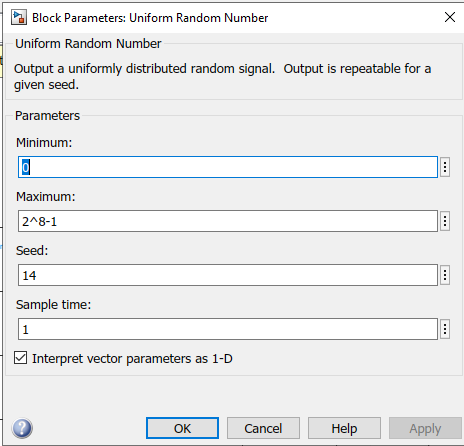 Block Parameters: Uniform Random Number
Uniform Random Number
Output a uniformly distributed random signal.  Output is repeatable for a
given seed.
Parameters
Minimum:
0
Maximum:
2^8-1
Seed:
14
Sample time:
1
Interpret vector parameters as 1-D
OK Cancel Help Apply